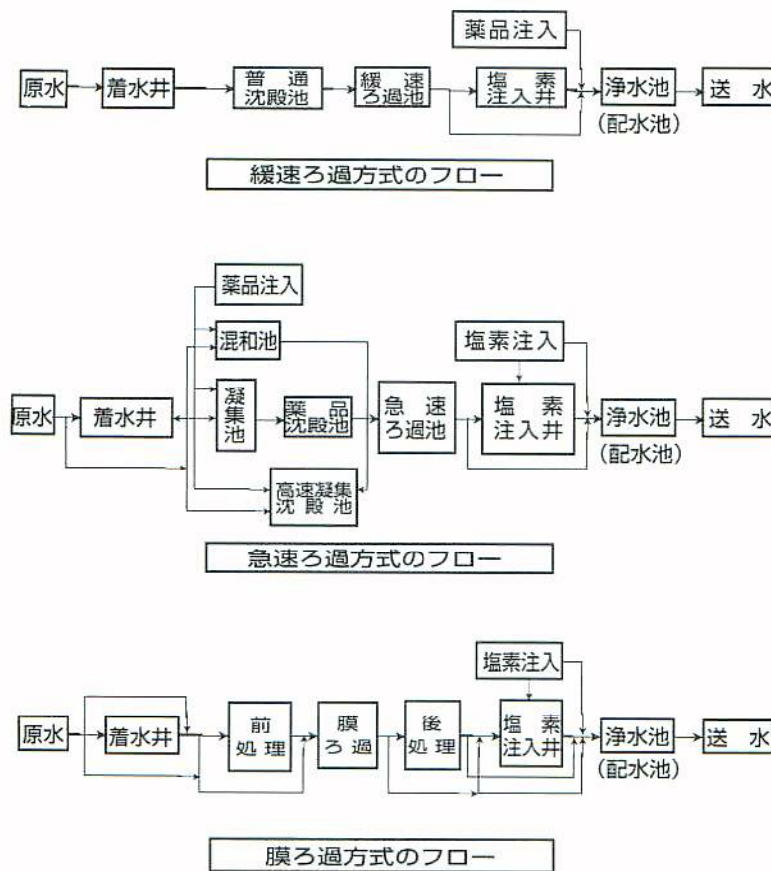 薬品注入
原水
着水井
普通
沈殿池
緩速
ろ過池
塩素
注入井
浄水池
(配水池)
送水
緩速ろ過方式のフロー
薬品注入
混和池
塩素注入
原水
着水井
凝
集
池
薬品
沈殿池
急速
ろ過池
塩素
注入井
浄水池
(配水池)
送水
高速凝集
沈殿池
急速ろ過方式のフロー
塩素注入
原水
着水井
前
処理
膜
ろ過
後
処理
塩素
注入井
浄水池
(配水池)
送水
膜ろ過方式のフロー